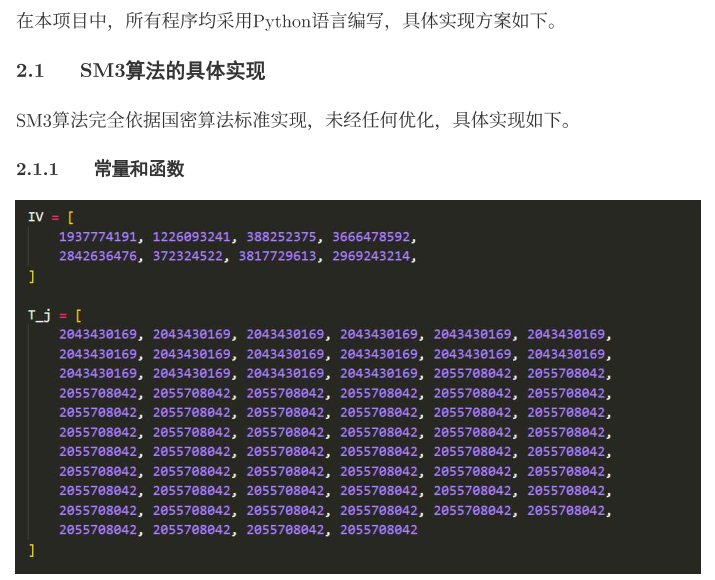 在本项目中，所有程序均采用Python语言编写，具体实现方案如下。
2.1 SM3算法的具体实现
SM3算法完全依据国密算法标准实现，未经任何优化，具体实现如下。
2.1.1 常量和函数
IV = [
1937774191, 1226093241, 388252375, 3666478592,
2842636476, 372324522, 3817729613, 2969243214,
]
T_j = [
2043430169, 2043430169, 2043430169, 2043430169, 2043430169, 2043430169,
2043430169, 2043430169, 2043430169, 2043430169, 2043430169, 2043430169,
2043430169, 2043430169, 2043430169, 2043430169, 2055708042, 2055708042,
2055708042, 2055708042, 2055708042, 2055708042, 2055708042, 2055708042,
2055708042, 2055708042, 2055708042, 2055708042, 2055708042, 2055708042,
2055708042, 2055708042, 2055708042, 2055708042, 2055708042, 2055708042,
2055708042, 2055708042, 2055708042, 2055708042, 2055708042, 2055708042,
2055708042, 2055708042, 2055708042, 2055708042, 2055708042, 2055708042,
2055708042, 2055708042, 2055708042, 2055708042, 2055708042, 2055708042,
2055708042, 2055708042, 2055708042, 2055708042, 2055708042, 2055708042,
2055708042, 2055708042, 2055708042, 2055708042
]